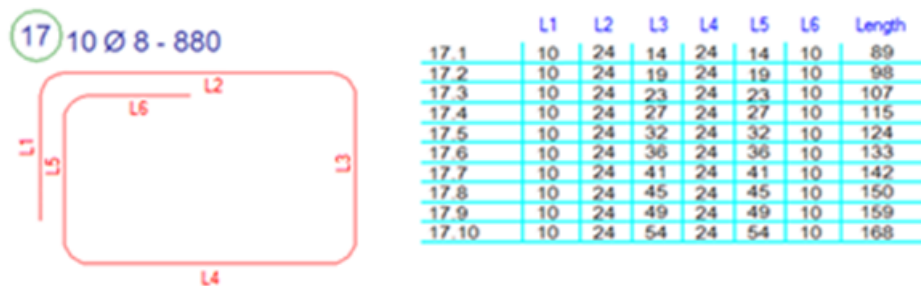 17 10 Ø 8 - 880
L2
L6
L1
L5
L3
L4
L1 L2 L3 L4 L5 L6 Length
17.1 10 24 14 24 14 10 89
17.2 10 24 19 24 19 10 98
17.3 10 24 23 24 23 10 107
17.4 10 24 27 24 27 10 115
17.5 10 24 32 24 32 10 124
17.6 10 24 36 24 36 10 133
17.7 10 24 41 24 41 10 142
17.8 10 24 45 24 45 10 150
17.9 10 24 49 24 49 10 159
17.10 10 24 54 24 54 10 168